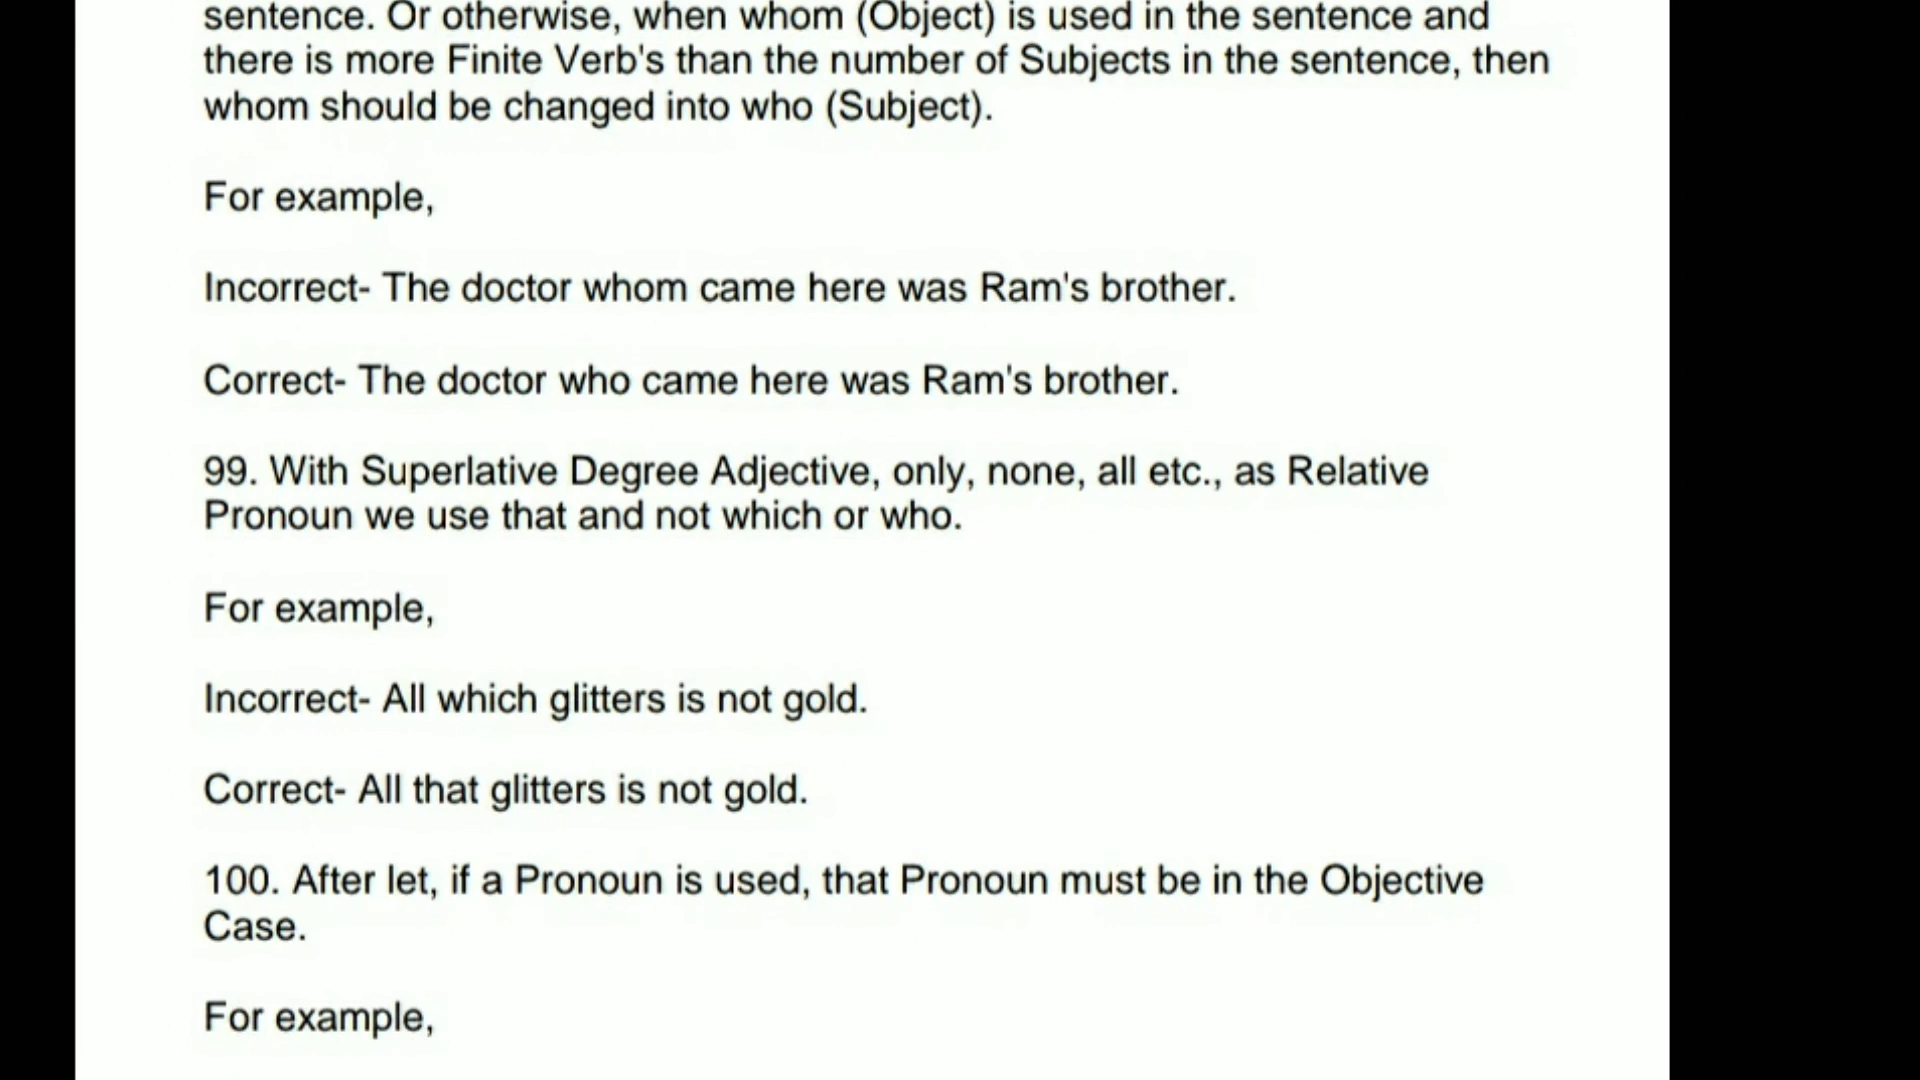 sentence. Or otherwise, when whom (Object) is used in the sentence and
there is more Finite Verb's than the number of Subjects in the sentence, then
whom should be changed into who (Subject).
For example,
Incorrect- The doctor whom came here was Ram's brother.
Correct- The doctor who came here was Ram's brother.
99. With Superlative Degree Adjective, only, none, all etc., as Relative
Pronoun we use that and not which or who.
For example,
Incorrect- All which glitters is not gold.
Correct- All that glitters is not gold.
100. After let, if a Pronoun is used, that Pronoun must be in the Objective
Case.
For example,